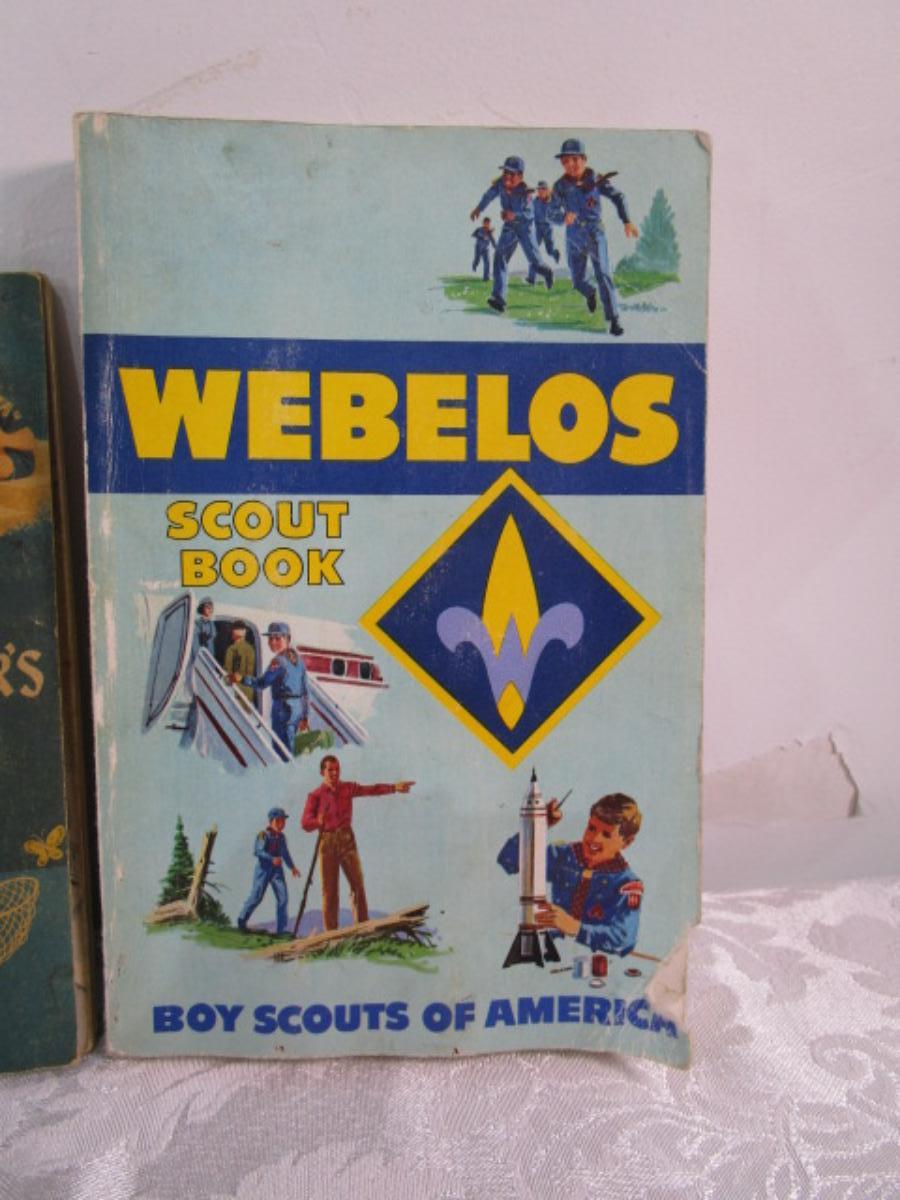 WEBELOS
SCOUT
BOOK
BOY SCOUTS OF AMERICA
'S